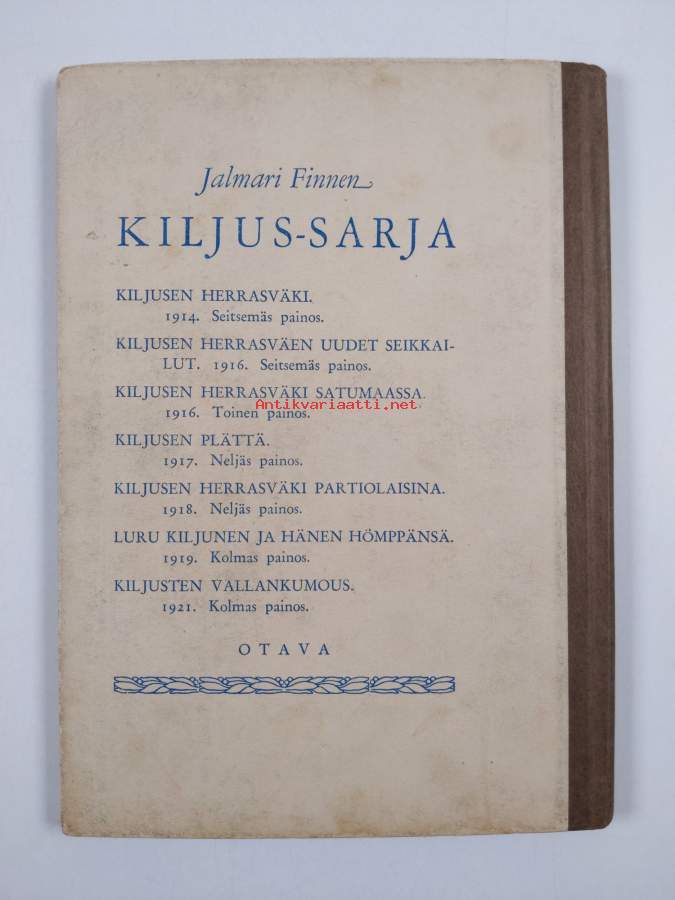 Jalmari Finnen
KILJUS-SARJA
KILJUSEN HERRASVÄKI.
1914. Seitsemäs painos.
KILJUSEN HERRASVÄEN UUDET SEIKKAI-
LUT. 1916. Seitsemäs painos.
KILJUSEN HERRASVÄKI SATUMAASSA.
Antikvariaatti.net
1916. Toinen painos.
KILJUSEN PLÄTTÄ.
1917. Neljäs painos.
KILJUSEN HERRASVÄKI PARTIOLAISINA.
1918. Neljäs painos.
LURU KILJUNEN JA HÄNEN HÖMPPÄNSÄ.
1919. Kolmas painos.
KILJUSTEN VALLANKUMOUS.
1921. Kolmas painos.
OTAVA